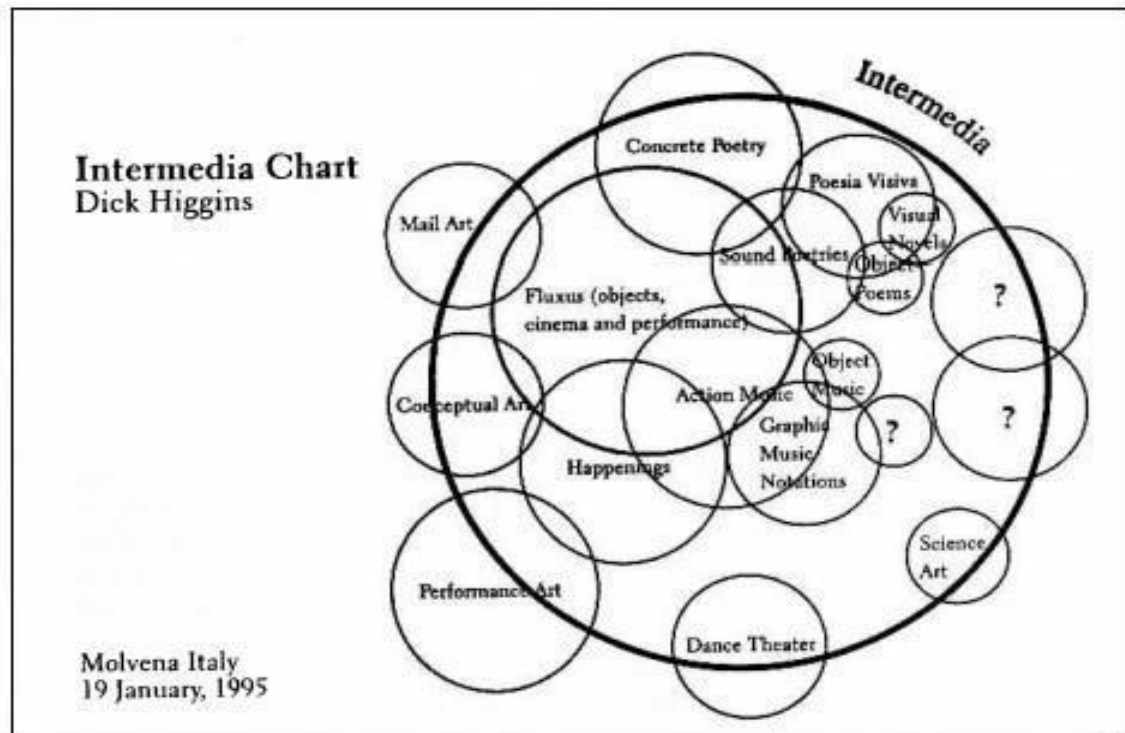 Intermedia Chart
Dick Higgins
Intermedia
Concrete Poetry
Poesia Visiva
Mail Art
Visual
Novels
Sound Poetries
Object
Poems
Fluxus (objects,
cinema and performance)
?
Object
Music
Action Music
Conceptual Art
?
Graphic
Music
Notations
?
Happenings
Science
Art
Performance Art
Dance Theater
Molvena Italy
19 January, 1995